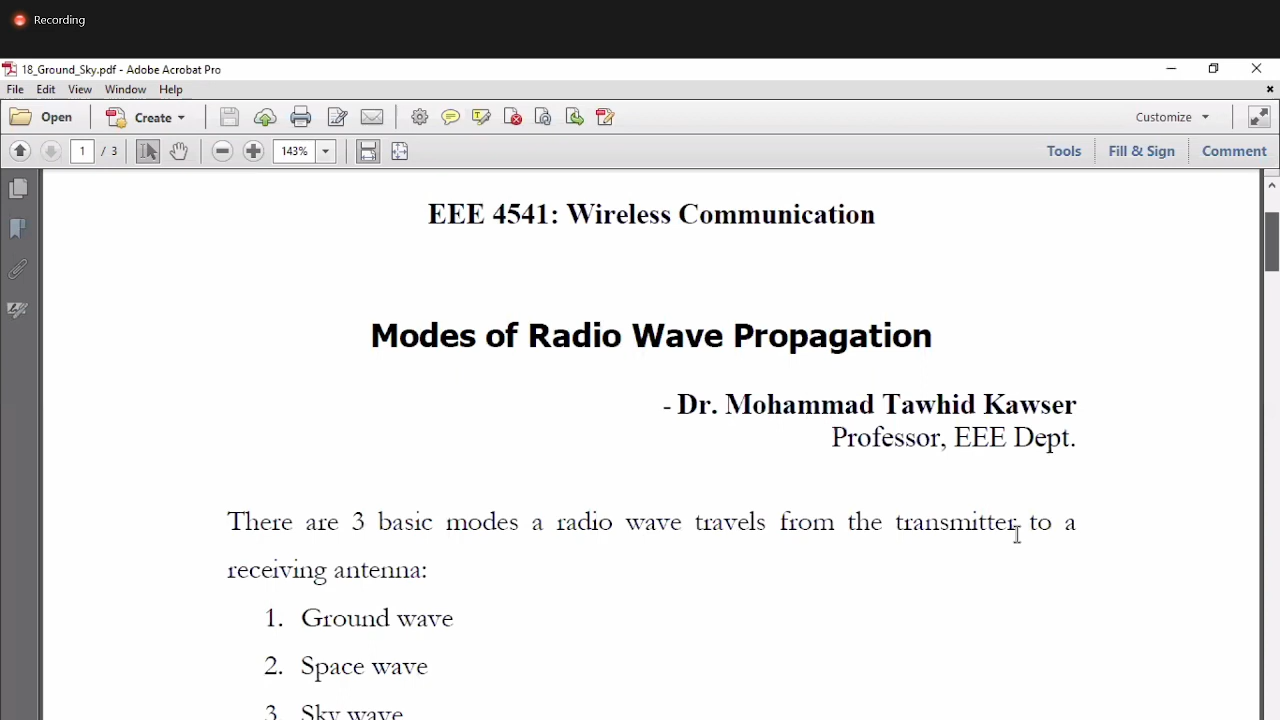 Recording
18_Ground_Sky.pdf - Adobe Acrobat Pro
File Edit View Window Help
Open Create Customize
1 / 3 143% Tools Fill & Sign Comment
EEE 4541: Wireless Communication
Modes of Radio Wave Propagation
- Dr. Mohammad Tawhid Kawser
Professor, EEE Dept.
There are 3 basic modes a radio wave travels from the transmitter to a
receiving antenna:
1. Ground wave
2. Space wave
3. Sky wave